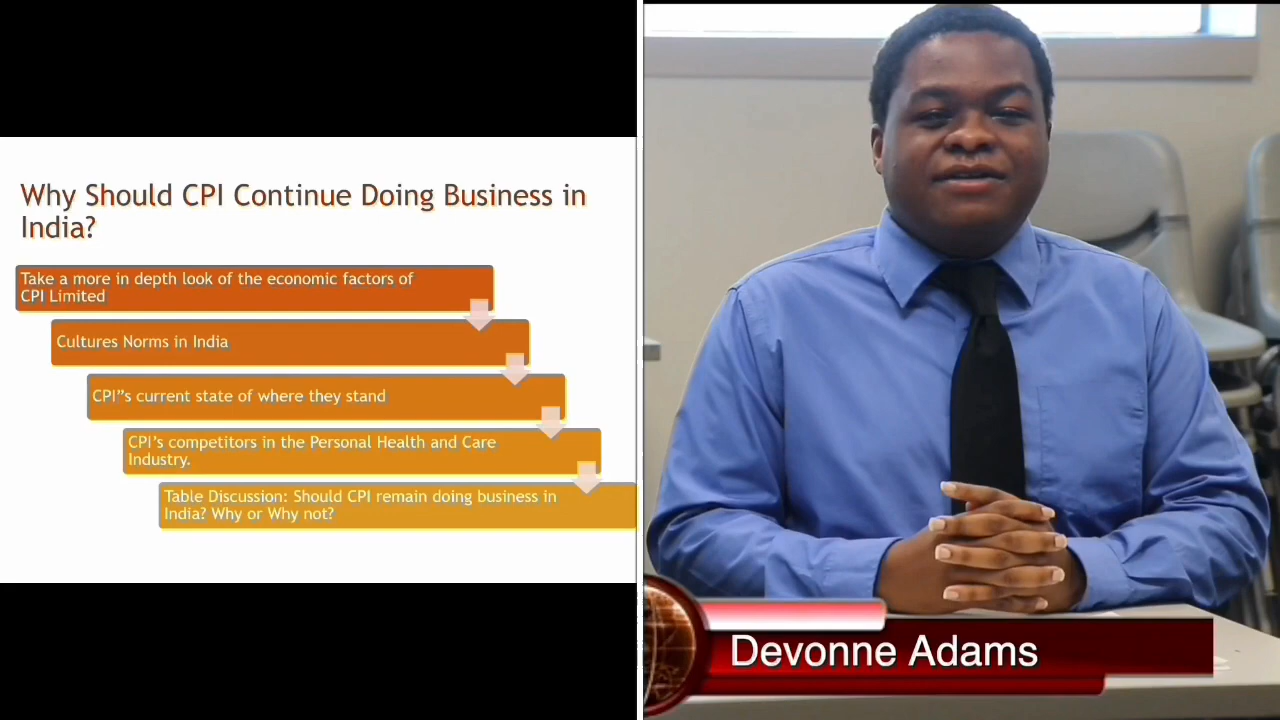 Why Should CPI Continue Doing Business in
India?
Take a more in depth look of the economic factors of
CPI Limited
Cultures Norms in India
CPI”s current state of where they stand
CPI’s competitors in the Personal Health and Care
Industry.
Table Discussion: Should CPI remain doing business in
India? Why or Why not?
Devonne Adams